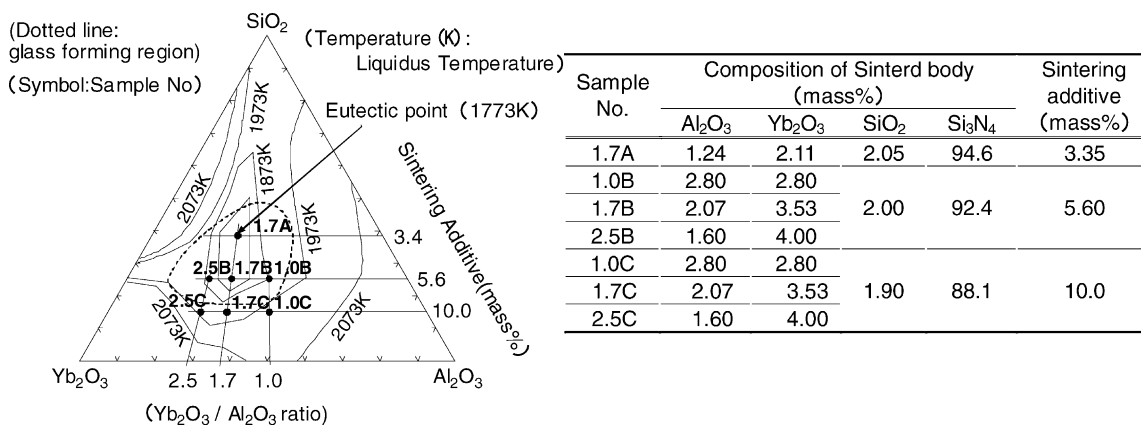 SiO2
(Dotted line:
glass forming region)
(Symbol:Sample No)
(Temperature (K) :
Liquidus Temperature)
Eutectic point (1773K)
1973K
2073K
1873K
1973K
Sintering Additive(mass%)
1.7A
3.4
2.5B 1.7B 1.0B
5.6
2.5C 1.7C 1.0C
10.0
2073K
2073K
Yb2O3
Al2O3
2.5 1.7 1.0
(Yb2O3 / Al2O3 ratio)
Sample No. Composition of Sinterd body (mass%) Sintering additive (mass%)
Al2O3 Yb2O3 SiO2 Si3N4
1.7A 1.24 2.11 2.05 94.6 3.35
1.0B 2.80 2.80
1.7B 2.07 3.53 2.00 92.4 5.60
2.5B 1.60 4.00
1.0C 2.80 2.80
1.7C 2.07 3.53 1.90 88.1 10.0
2.5C 1.60 4.00